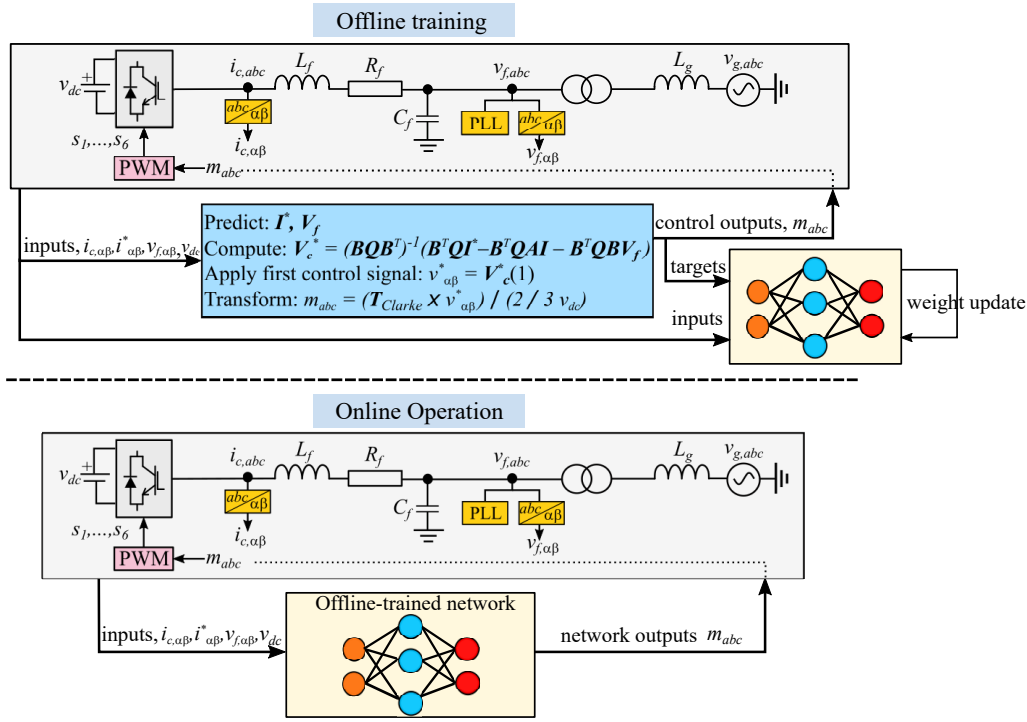 Offline training
v_dc
+
i_c,abc
L_f
R_f
v_f,abc
L_g
v_g,abc
abc αβ
C_f
PLL
abc αβ
s_1,...,s_6
i_c,αβ
v_f,αβ
PWM
m_abc
inputs, i_c,αβ, i*_αβ, v_f,αβ, v_dc
Predict: I*, V_f
Compute: V_c* = (BQB^T)^-1(B^TQI* – B^TQAI – B^TQBV_f)
Apply first control signal: v*_αβ = V*_c(1)
Transform: m_abc = (T_Clarke × v*_αβ) / (2 / 3 v_dc)
control outputs, m_abc
targets
inputs
weight update
Online Operation
v_dc
+
i_c,abc
L_f
R_f
v_f,abc
L_g
v_g,abc
abc αβ
C_f
PLL
abc αβ
s_1,...,s_6
i_c,αβ
v_f,αβ
PWM
m_abc
inputs, i_c,αβ, i*_αβ, v_f,αβ, v_dc
Offline-trained network
network outputs m_abc